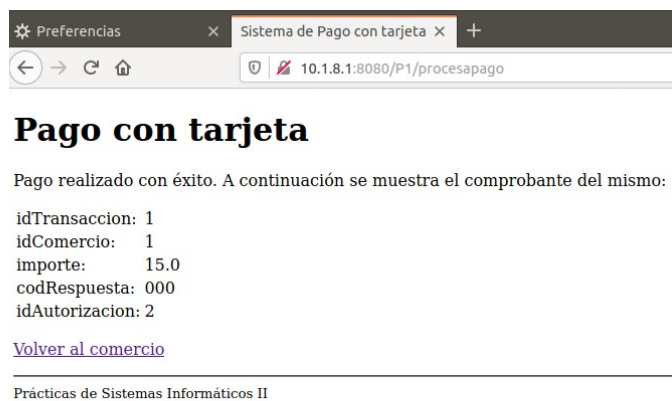 Preferencias
Sistema de Pago con tarjeta
10.1.8.1:8080/P1/procesapago
Pago con tarjeta
Pago realizado con éxito. A continuación se muestra el comprobante del mismo:
idTransaccion: 1
idComercio: 1
importe: 15.0
codRespuesta: 000
idAutorizacion: 2
Volver al comercio
Prácticas de Sistemas Informáticos II